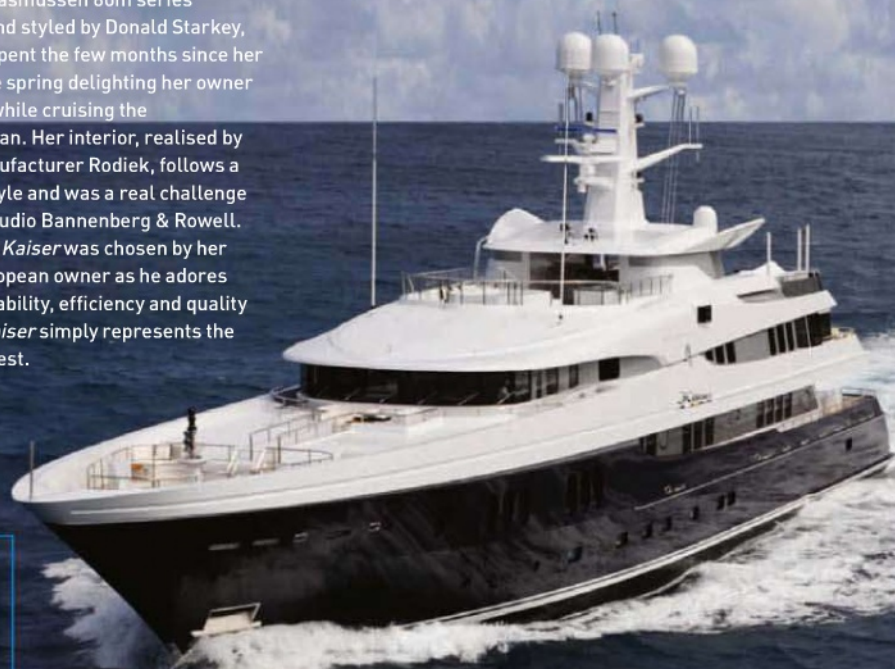 asmussen 60m series
nd styled by Donald Starkey,
pent the few months since her
e spring delighting her owner
while cruising the
an. Her interior, realised by
ufacturer Rodiek, follows a
yle and was a real challenge
udio Bannenberg & Rowell.
Kaiser was chosen by her
opean owner as he adores
ability, efficiency and quality
iser simply represents the
est.
Kaiser